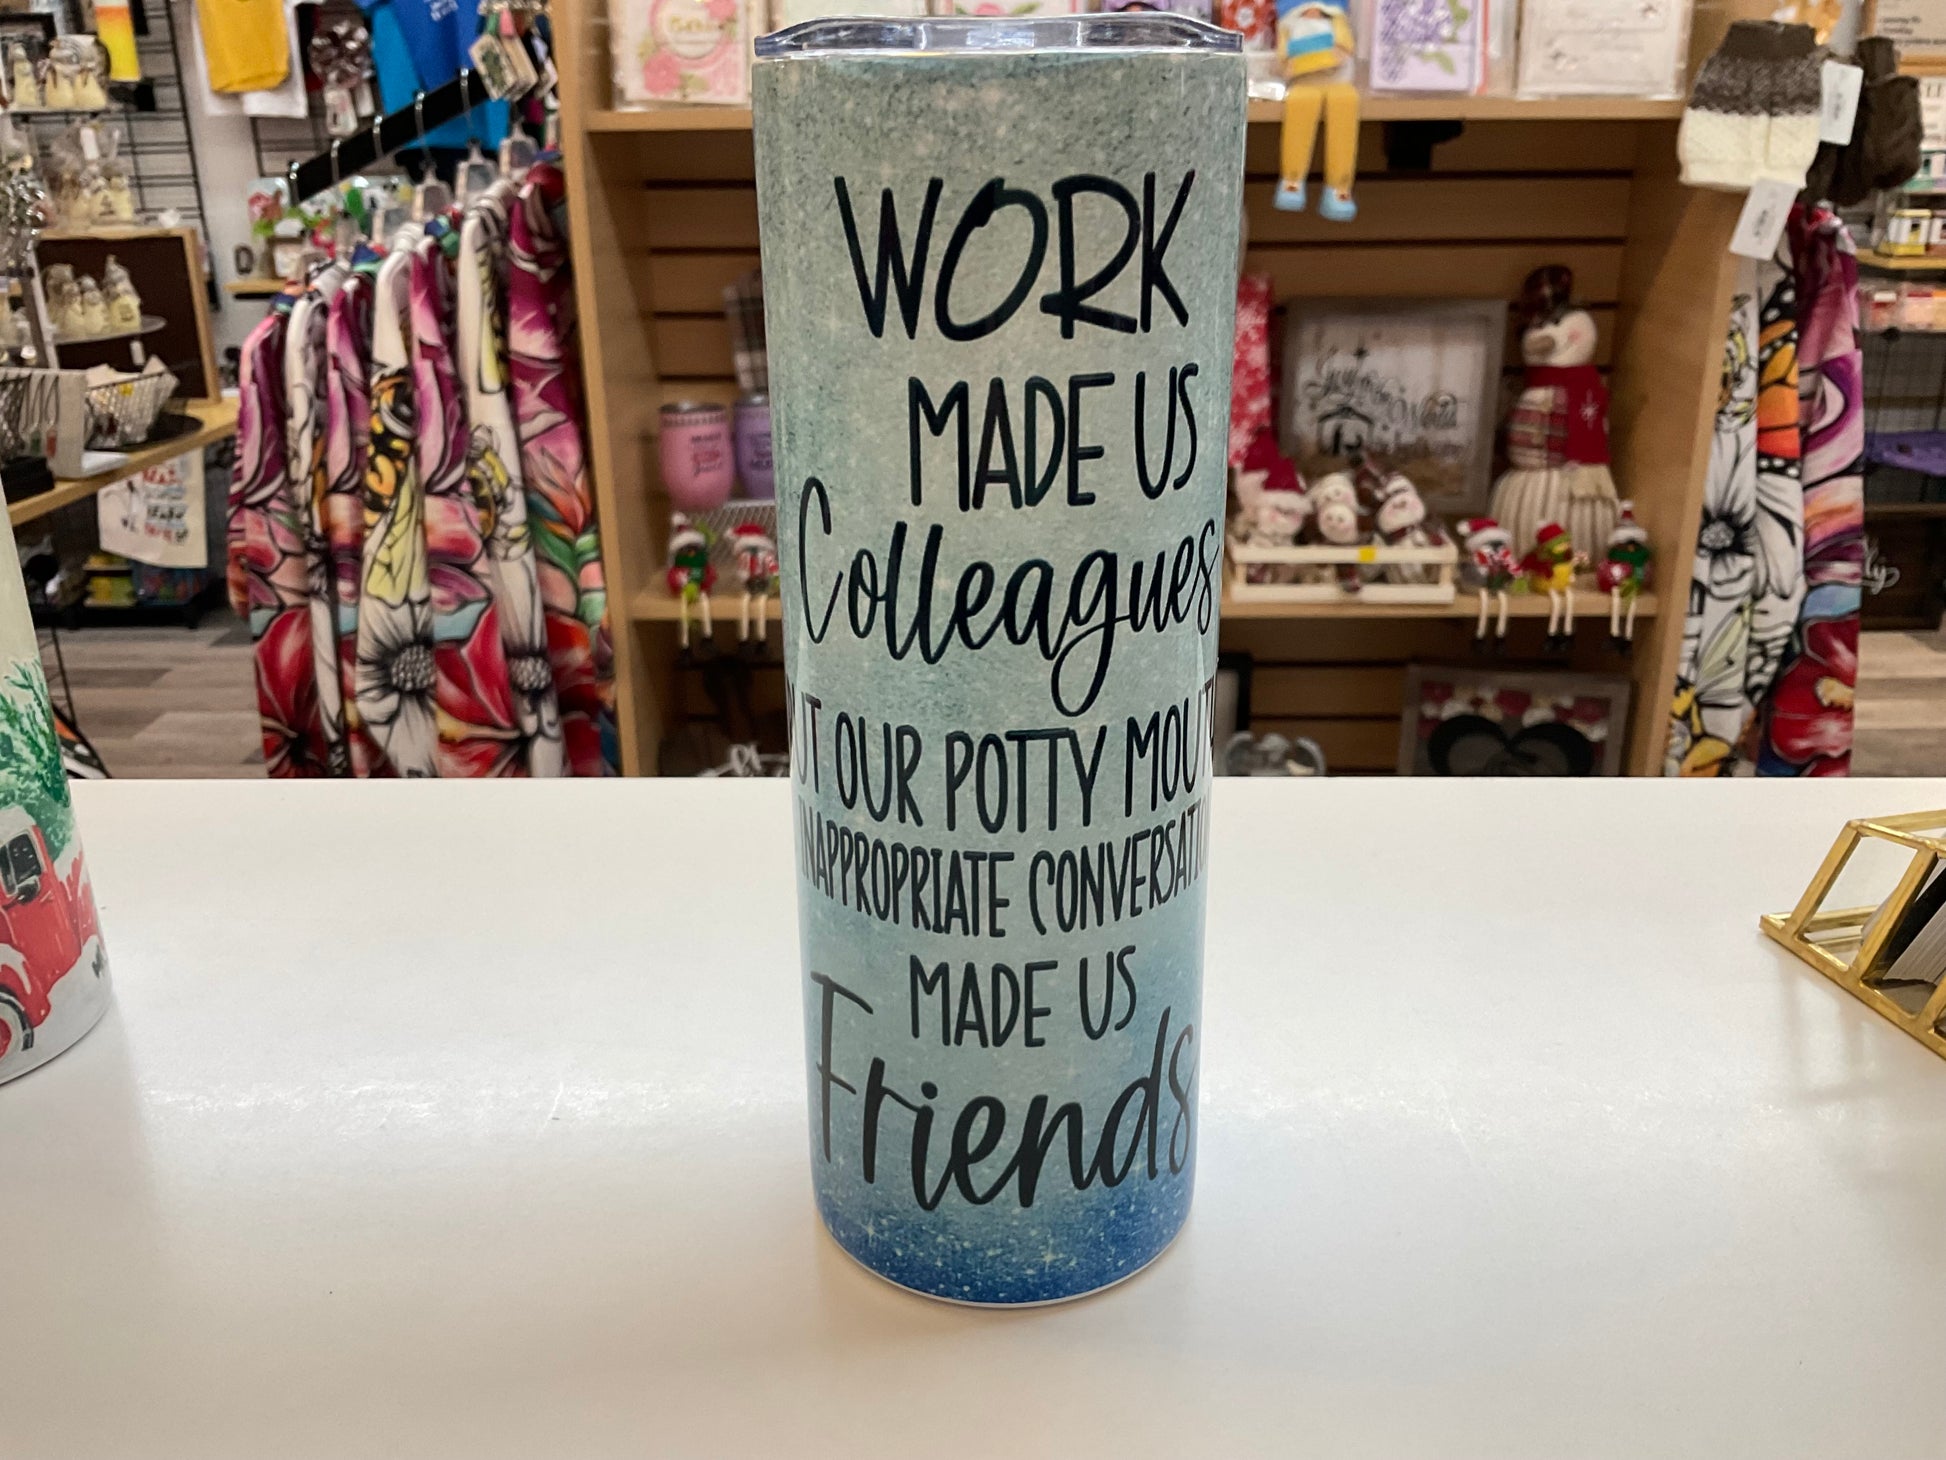 WORK
MADE US
Colleagues
OUR POTTY
INAPPROPRIATE
MADE US
Friends